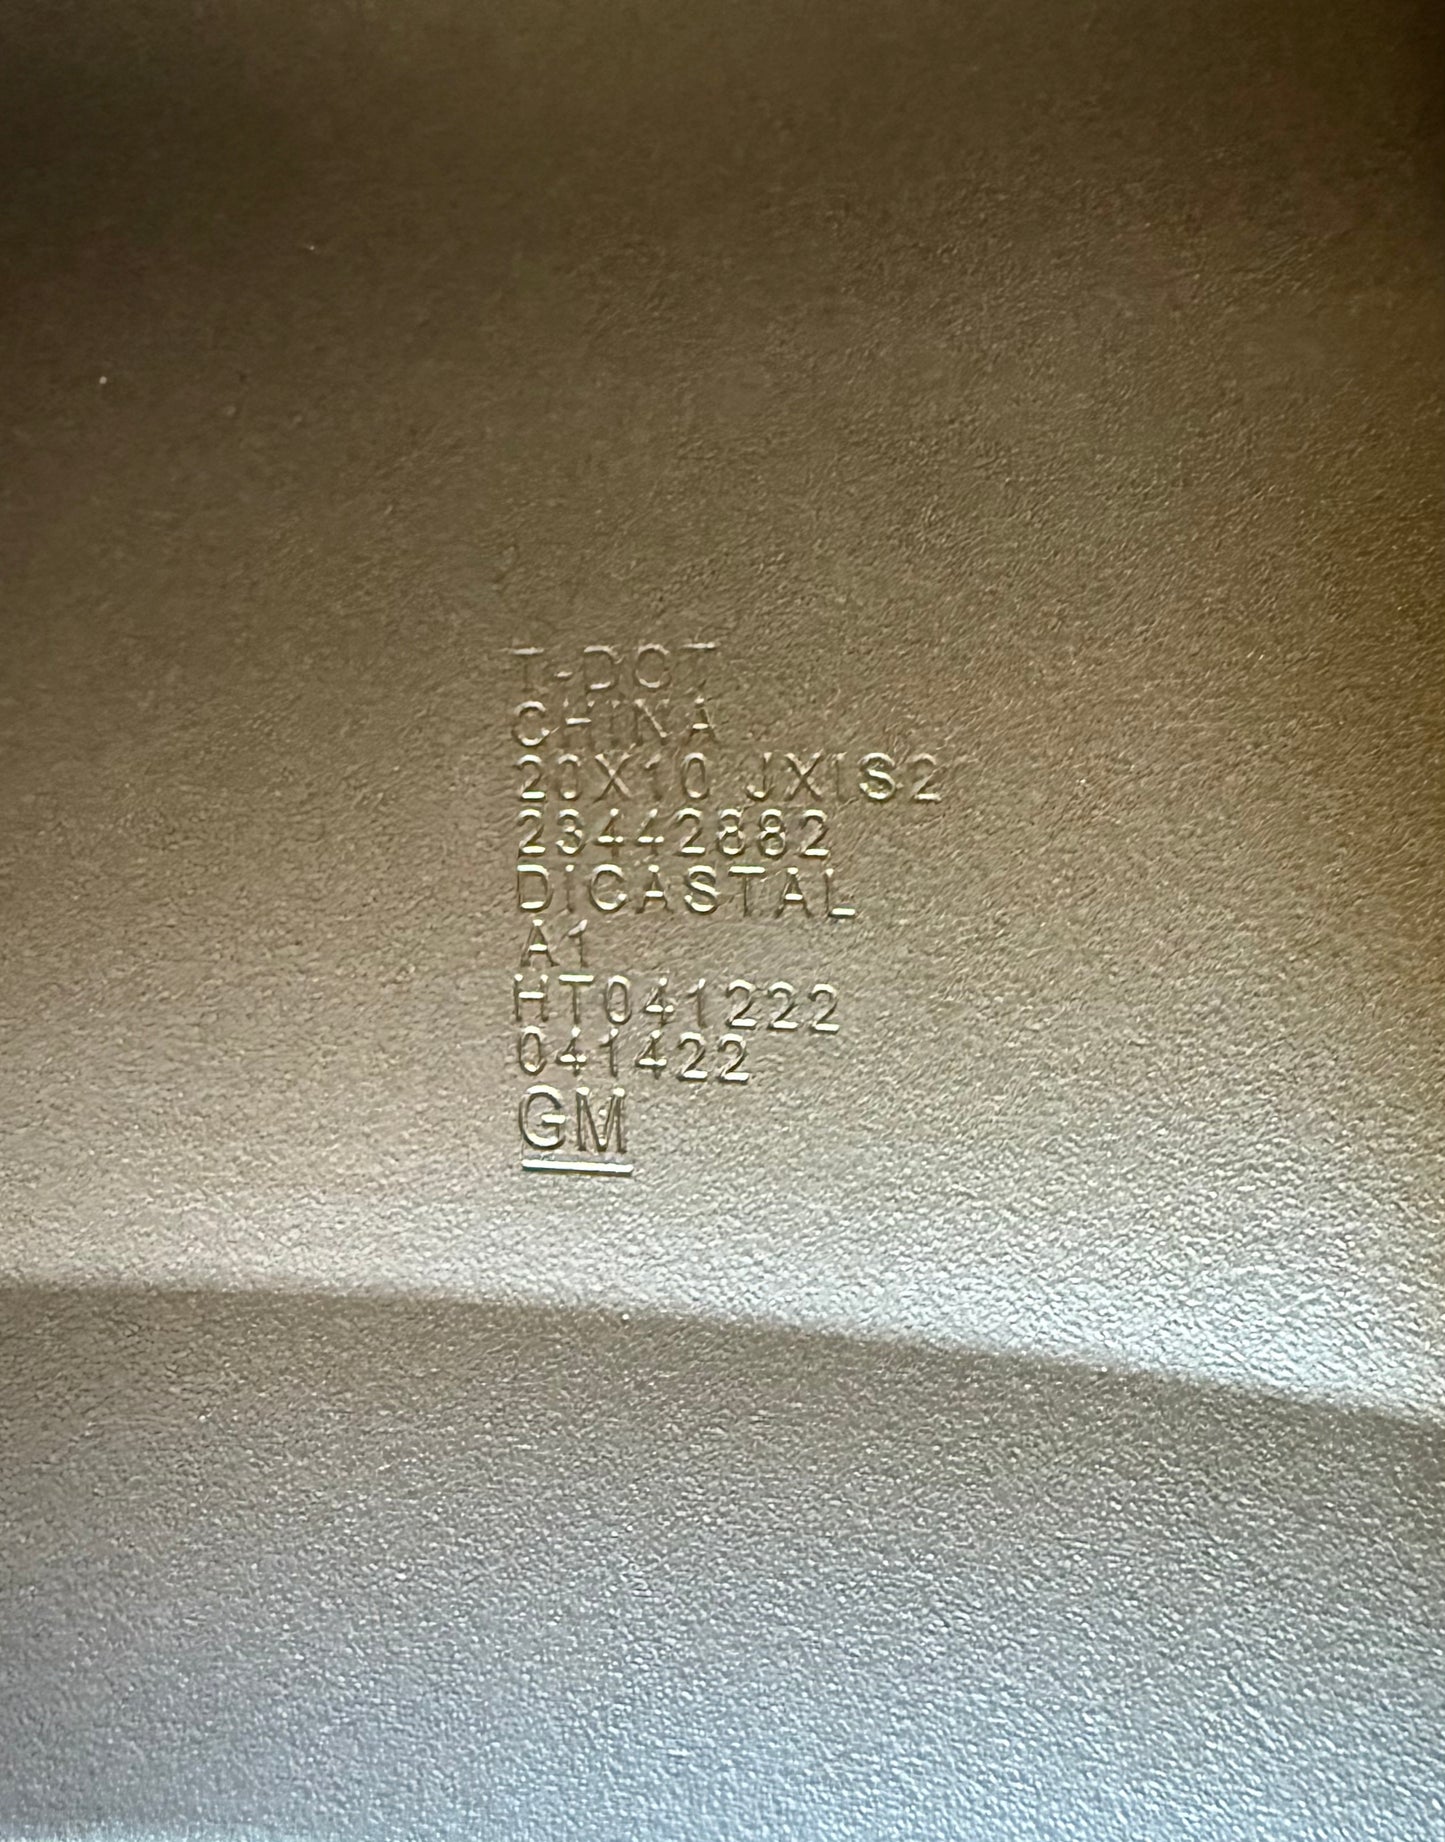 T-DOT
CHINA
20X10 JXIS2
23442882
DICASTAL
A1
HT041222
041422
GM